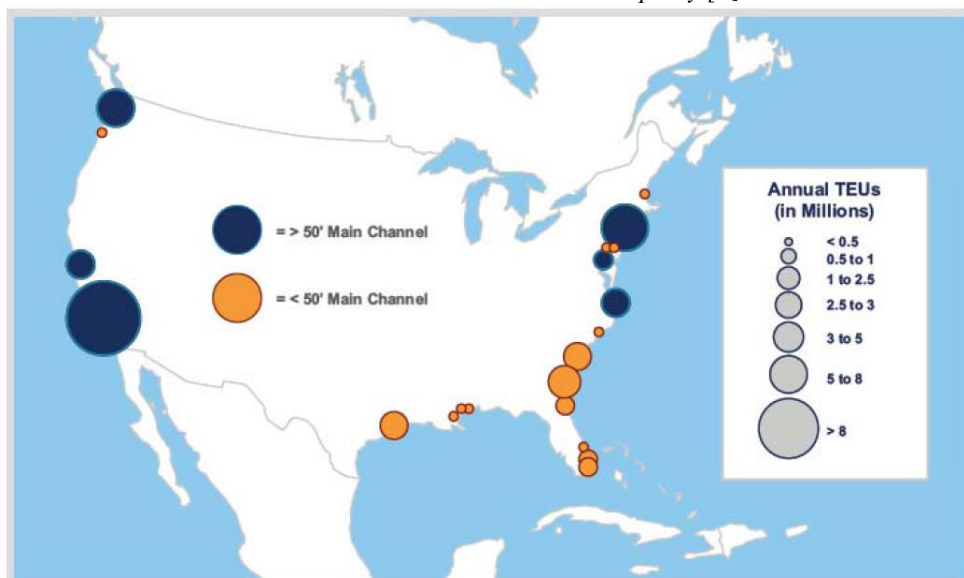 = > 50' Main Channel
= < 50' Main Channel
Annual TEUs
(in Millions)
< 0.5
0.5 to 1
1 to 2.5
2.5 to 3
3 to 5
5 to 8
> 8